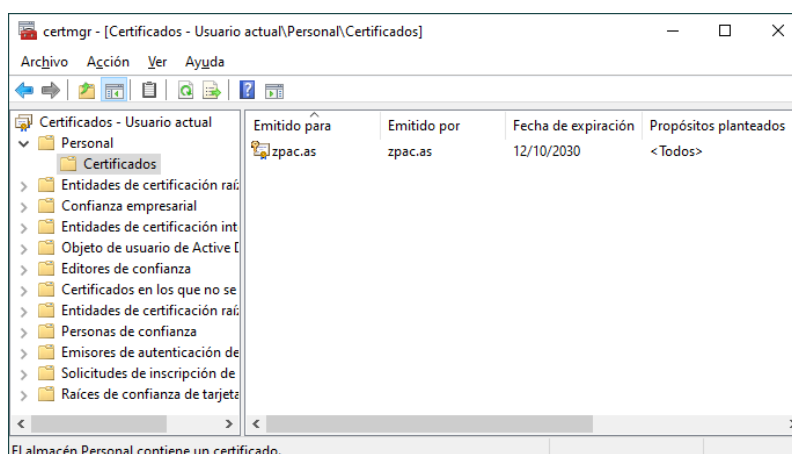 certmgr - [Certificados - Usuario actual\Personal\Certificados]
Archivo Acción Ver Ayuda
Certificados - Usuario actual
Personal
Certificados
Entidades de certificación raí
Confianza empresarial
Entidades de certificación int
Objeto de usuario de Active D
Editores de confianza
Certificados en los que no se
Entidades de certificación raí
Personas de confianza
Emisores de autenticación de
Solicitudes de inscripción de
Raíces de confianza de tarjeta
Emitido para Emitido por Fecha de expiración Propósitos planteados
zpac.as zpac.as 12/10/2030 <Todos>
El almacén Personal contiene un certificado.